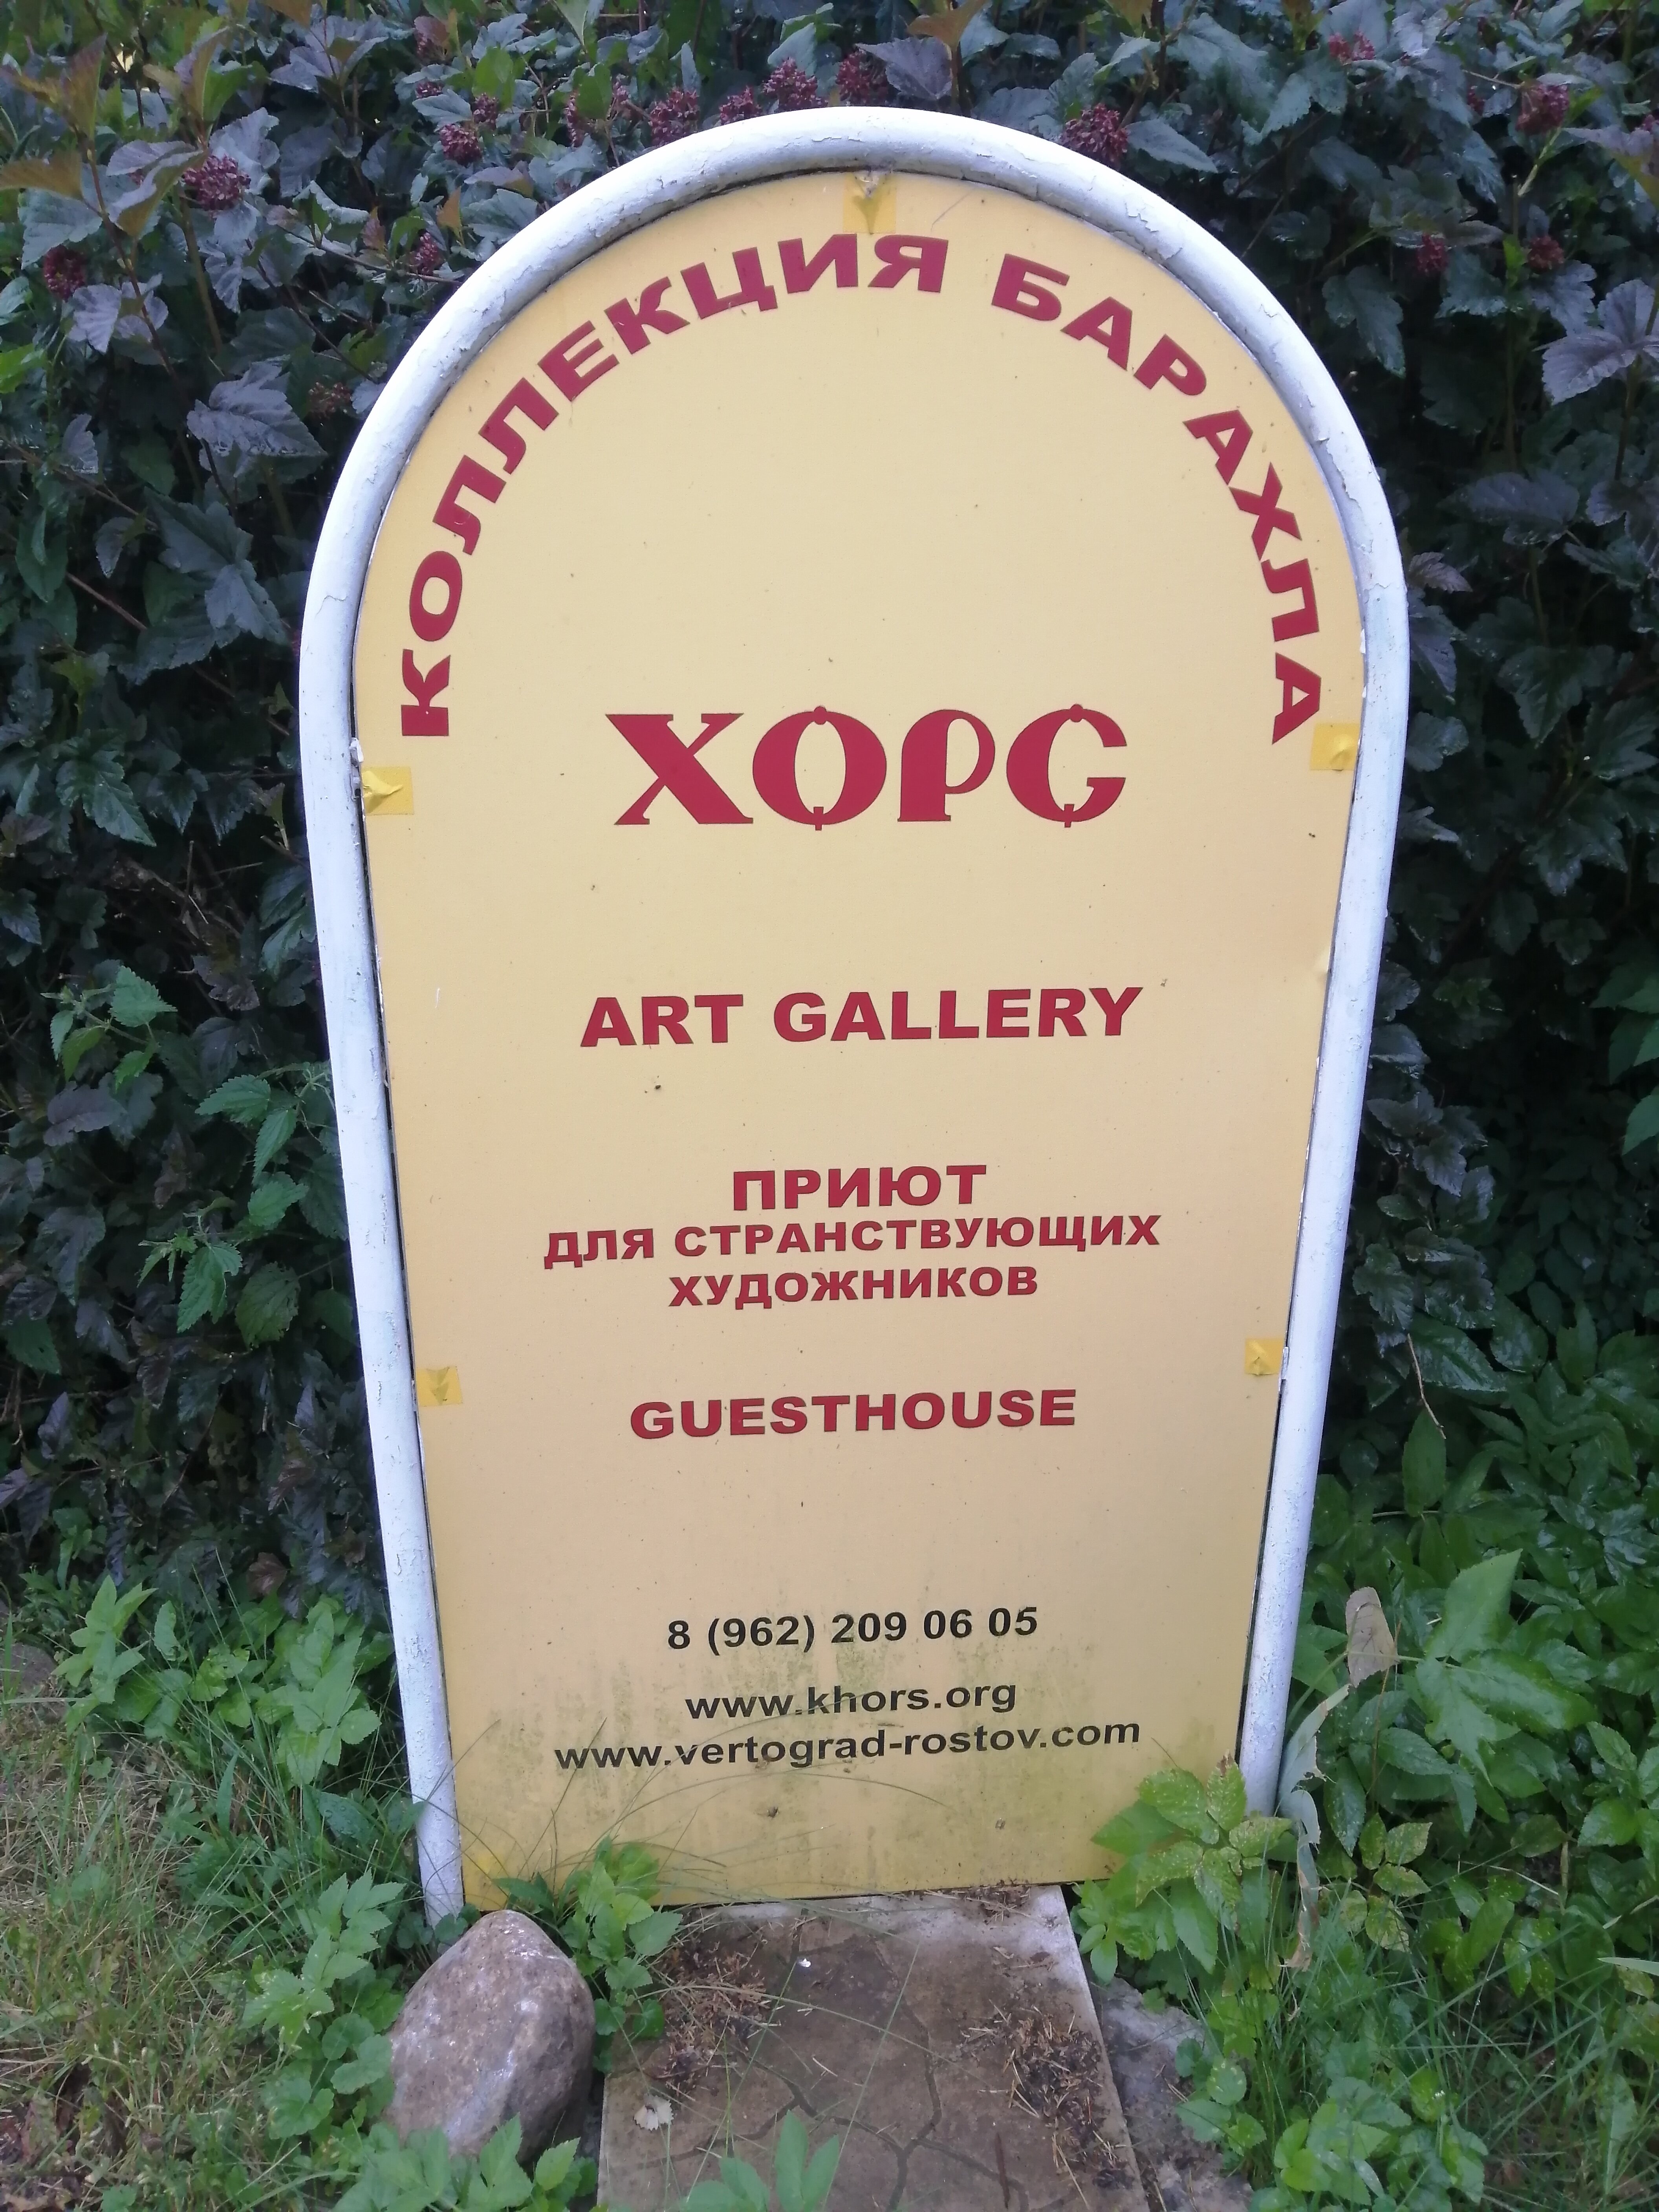 КОЛЛЕКЦИЯ БАРАХЛА
ХОРС
ART GALLERY
ПРИЮТ
ДЛЯ СТРАНСТВУЮЩИХ
ХУДОЖНИКОВ
GUESTHOUSE
8 (962) 209 06 05
www.khors.org
www.vertograd-rostov.com